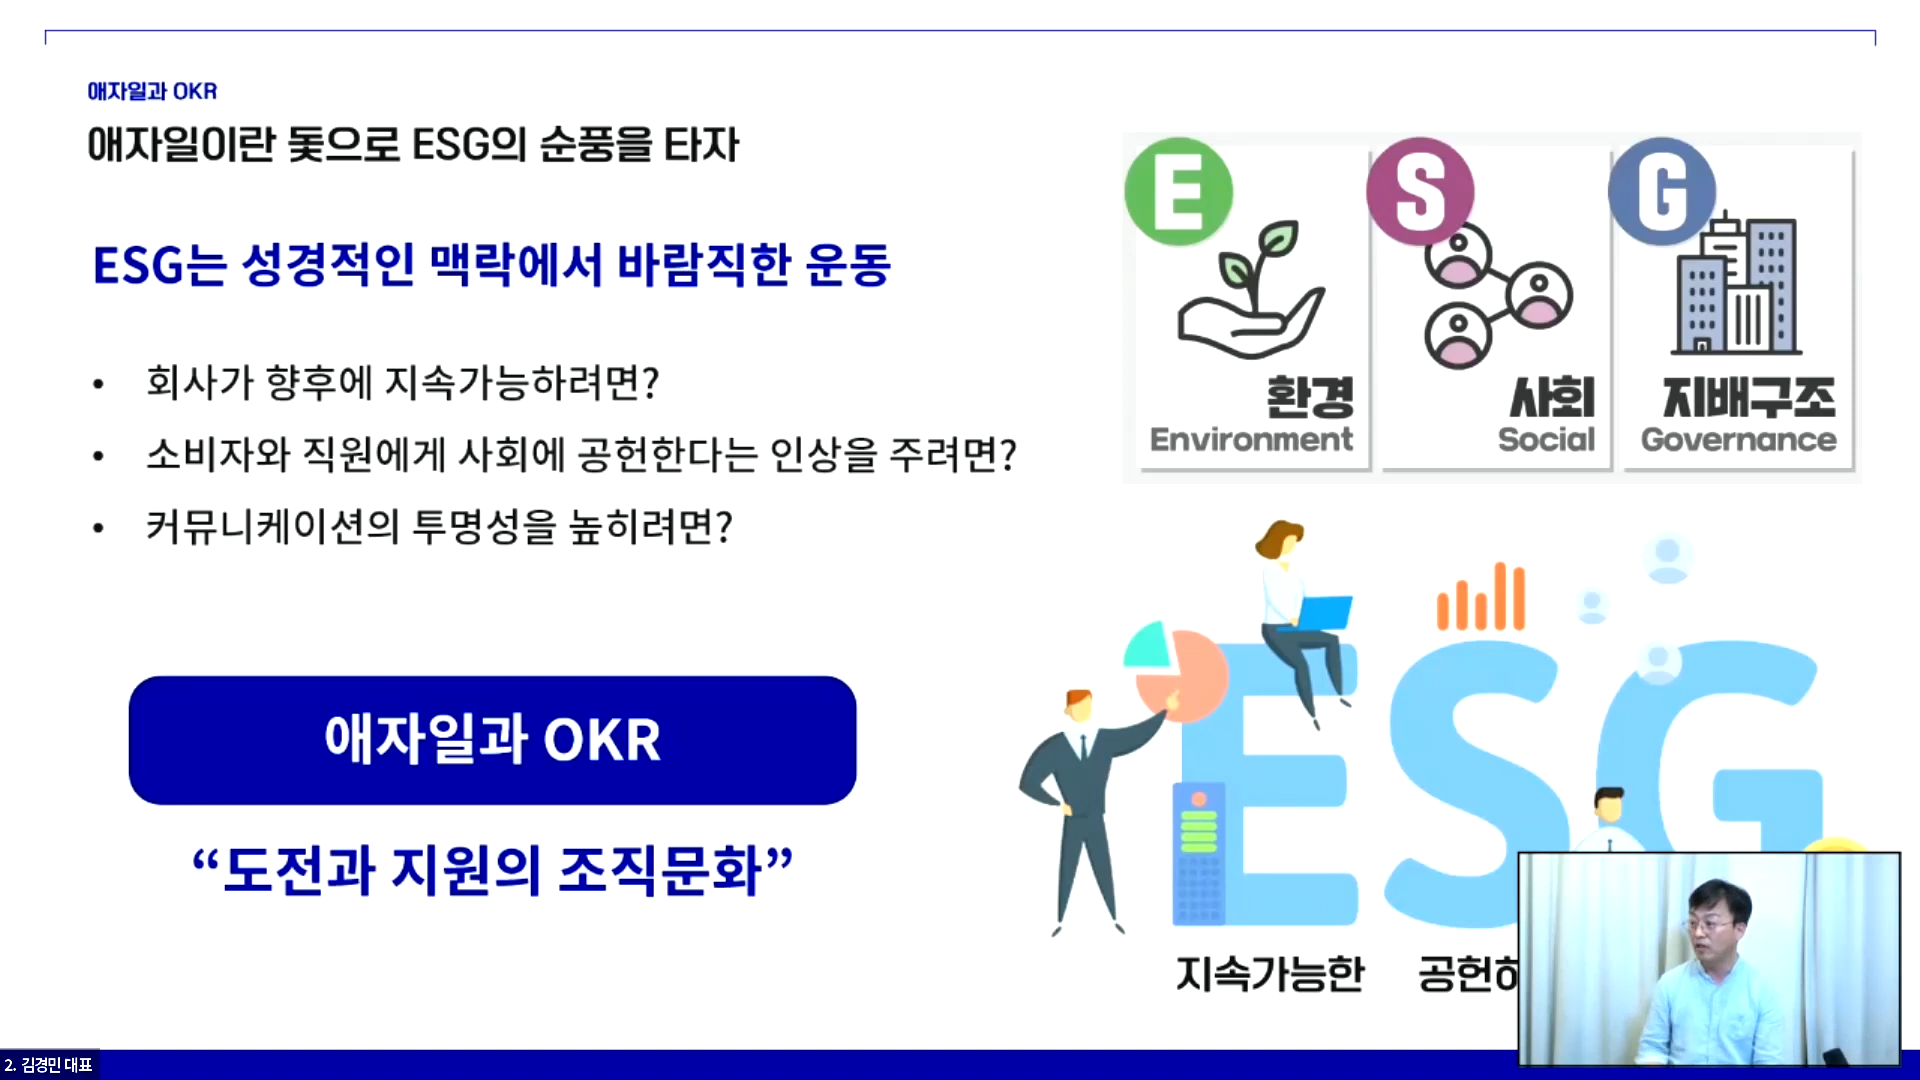 애자일과 OKR
애자일이란 돛으로 ESG의 순풍을 타자
ESG는 성경적인 맥락에서 바람직한 운동
• 회사가 향후에 지속가능하려면?
• 소비자와 직원에게 사회에 공헌한다는 인상을 주려면?
• 커뮤니케이션의 투명성을 높히려면?
애자일과 OKR
“도전과 지원의 조직문화”
E
환경
Environment
S
사회
Social
G
지배구조
Governance
ESG
지속가능한
2. 김경민 대표